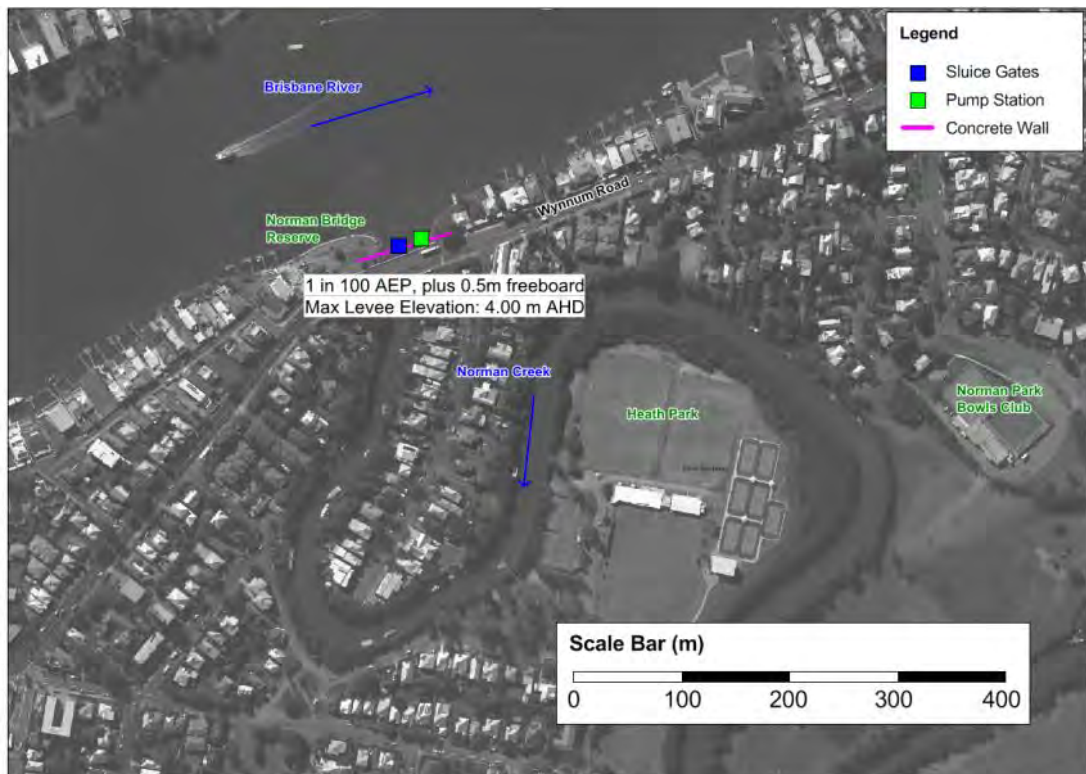 Legend
Sluice Gates
Pump Station
Concrete Wall
Brisbane River
Wynnum Road
Norman Bridge
Reserve
1 in 100 AEP, plus 0.5m freeboard
Max Levee Elevation: 4.00 m AHD
Norman Creek
Heath Park
Norman Park
Bowls Club
Scale Bar (m)
0 100 200 300 400